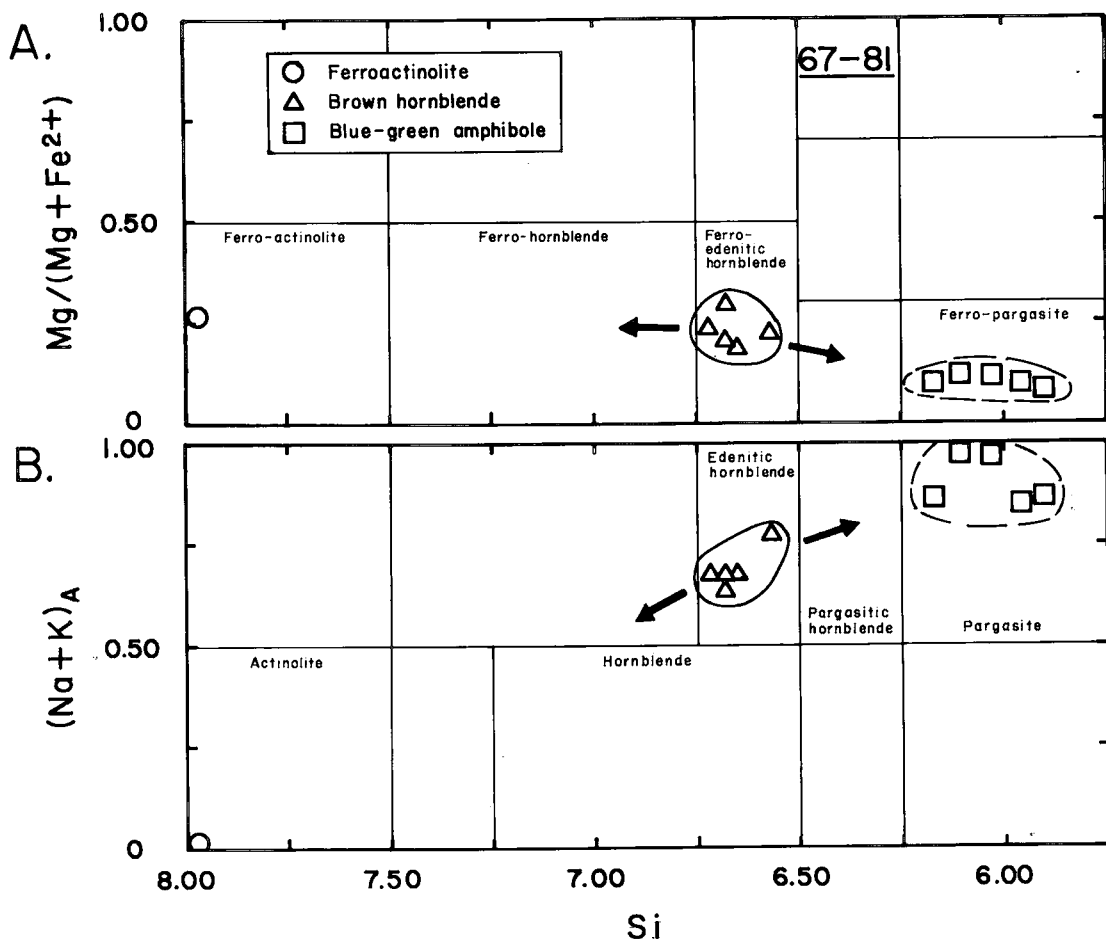 A.
1.00
67-81
Ferroactinolite
Brown hornblende
Blue-green amphibole
Mg/(Mg+Fe2+)
0.50
Ferro-actinolite
Ferro-hornblende
Ferro-
edenitic
hornblende
Ferro-pargasite
0
B.
1.00
Edenitic
hornblende
(Na+K)A
Pargasitic
hornblende
Pargasite
0.50
Actinolite
Hornblende
0
8.00
7.50
7.00
6.50
6.00
Si